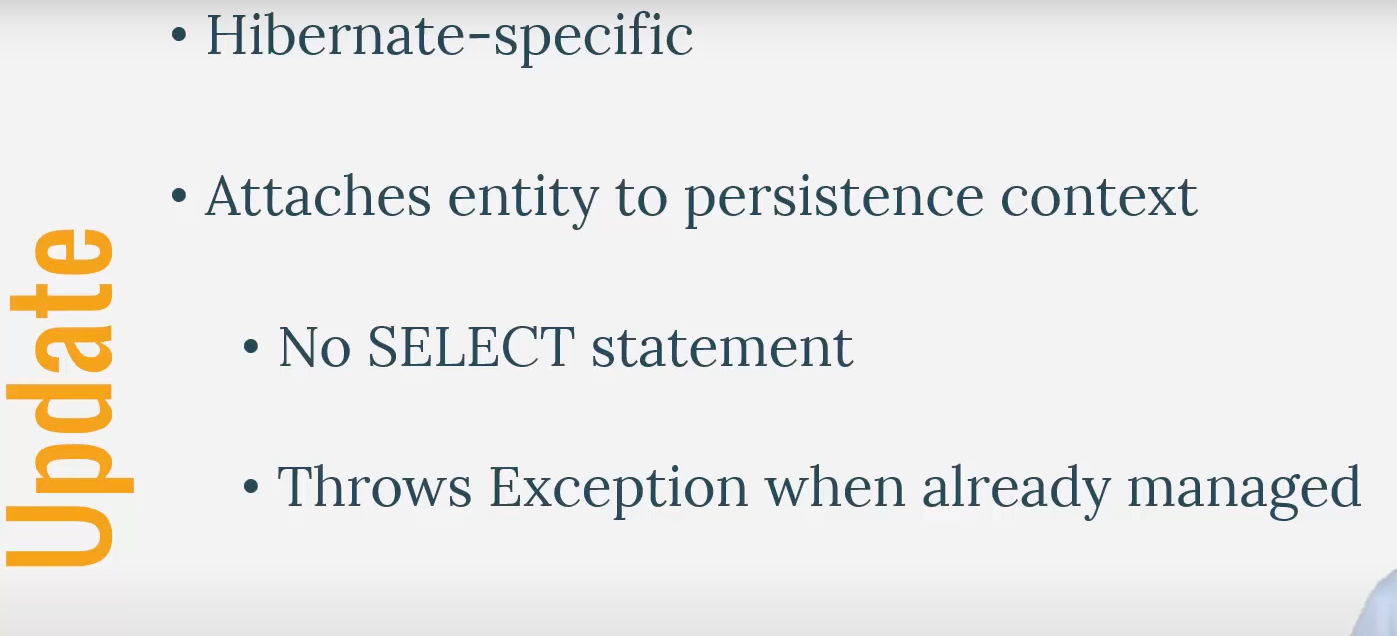 Update
• Hibernate-specific
• Attaches entity to persistence context
• No SELECT statement
• Throws Exception when already managed